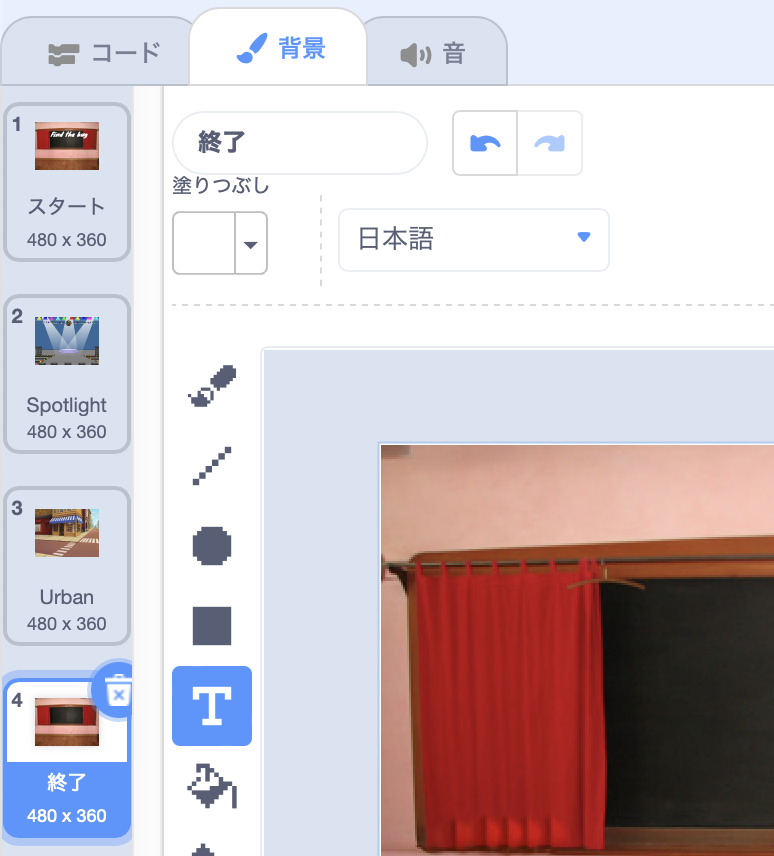 コード
背景
音
1
Find the bug
スタート
480 x 360
2
Spotlight
480 x 360
3
Urban
480 x 360
4
終了
480 x 360
終了
塗りつぶし
日本語
T